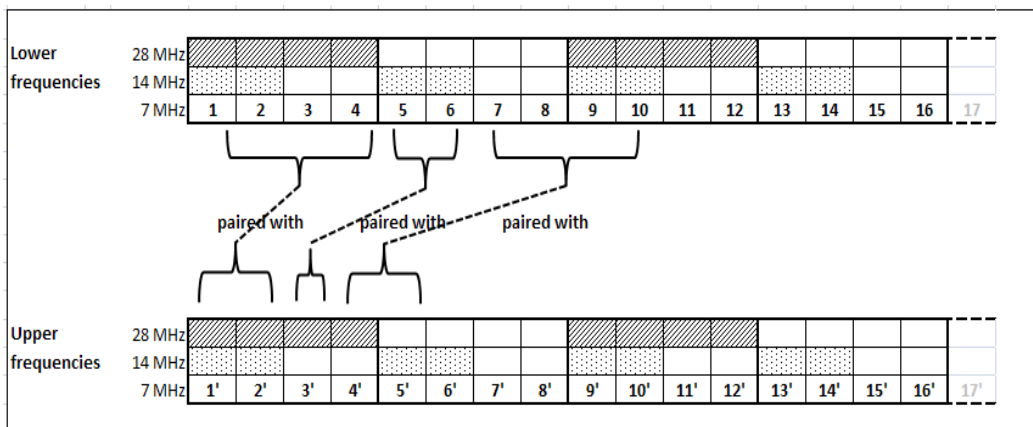 Lower 28 MHz
frequencies 14 MHz
7 MHz 1 2 3 4 5 6 7 8 9 10 11 12 13 14 15 16 17
paired with paired with paired with
Upper 28 MHz
frequencies 14 MHz
7 MHz 1' 2' 3' 4' 5' 6' 7' 8' 9' 10' 11' 12' 13' 14' 15' 16' 17'